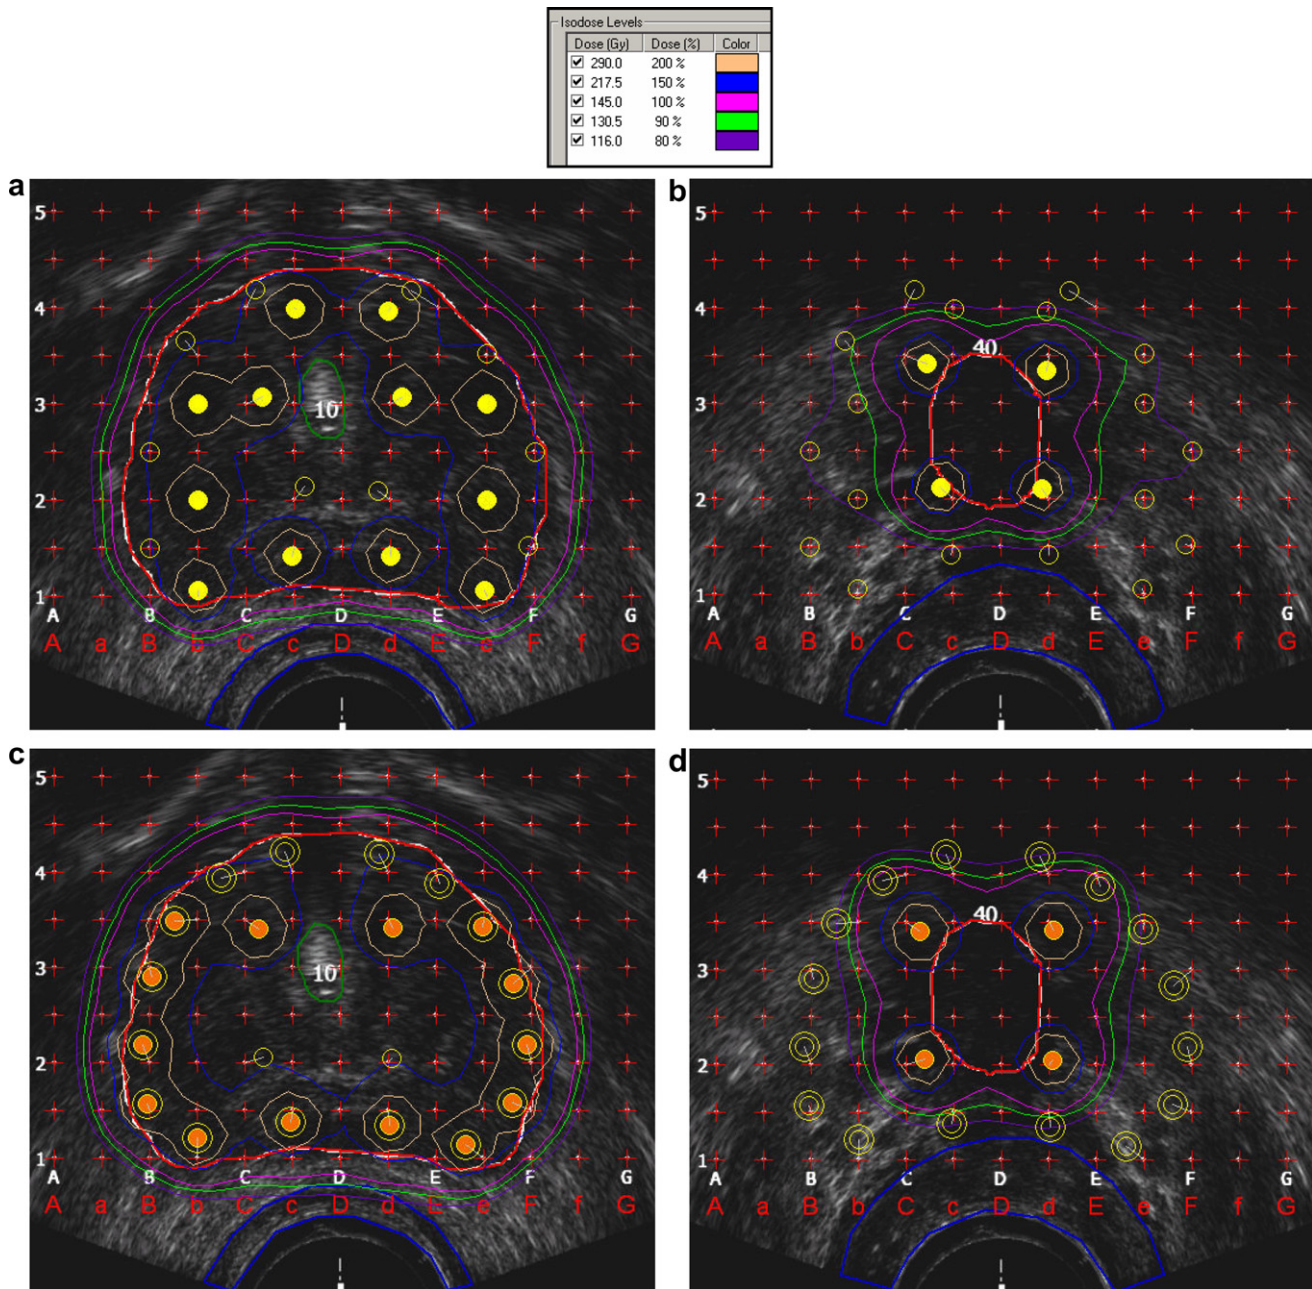 Isodose Levels
Dose (Gy) Dose (%) Color
290.0 200 %
217.5 150 %
145.0 100 %
130.5 90 %
116.0 80 %
a
5
4
3
2
1
10
A B C D E F G
A a B b C c D d E e F f G
b
5
4
3
2
1
40
A B C D E F G
A a B b C c D d E e F f G
c
5
4
3
2
1
10
A B C D E F G
A a B b C c D d E e F f G
d
5
4
3
2
1
40
A B C D E F G
A a B b C c D d E e F f G